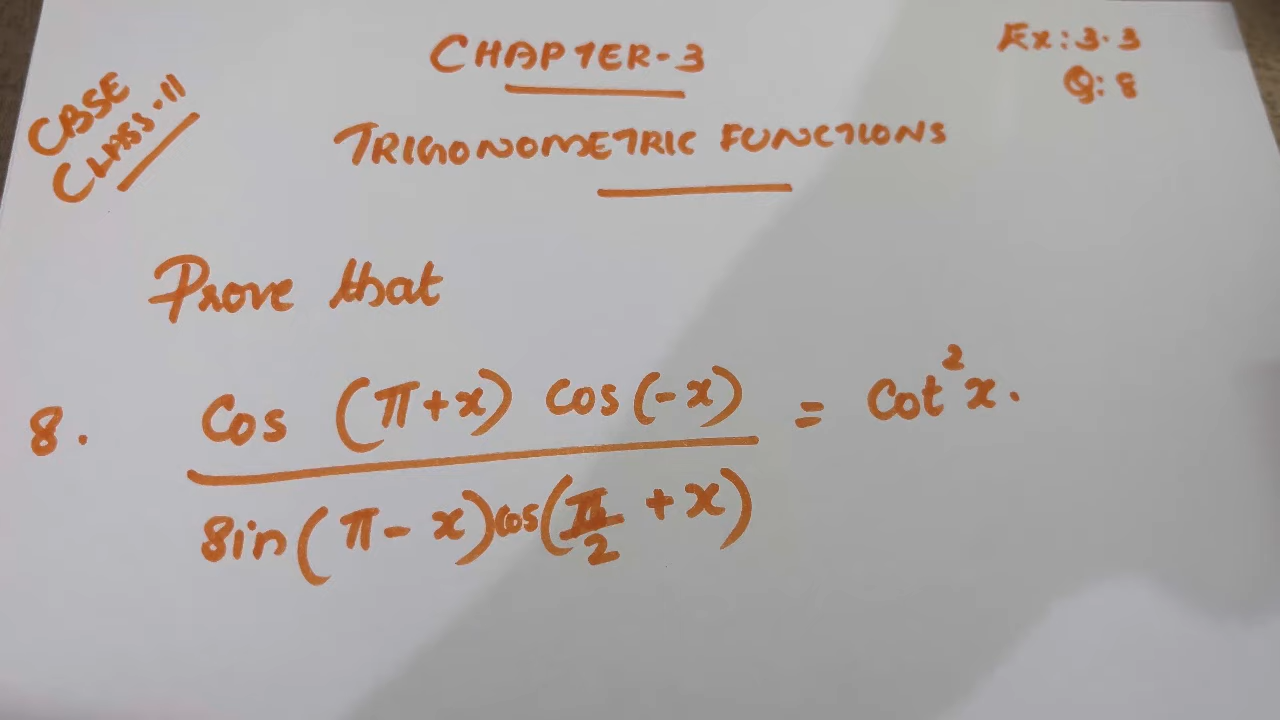 CHAPTER-3
Ex: 3.3
Q: 8
CBSE
CLASS-11
TRIGONOMETRIC FUNCTIONS
Prove that
8. Cos (π+x) cos(-x) = Cot²x.
Sin(π-x)cos(π/2 +x)